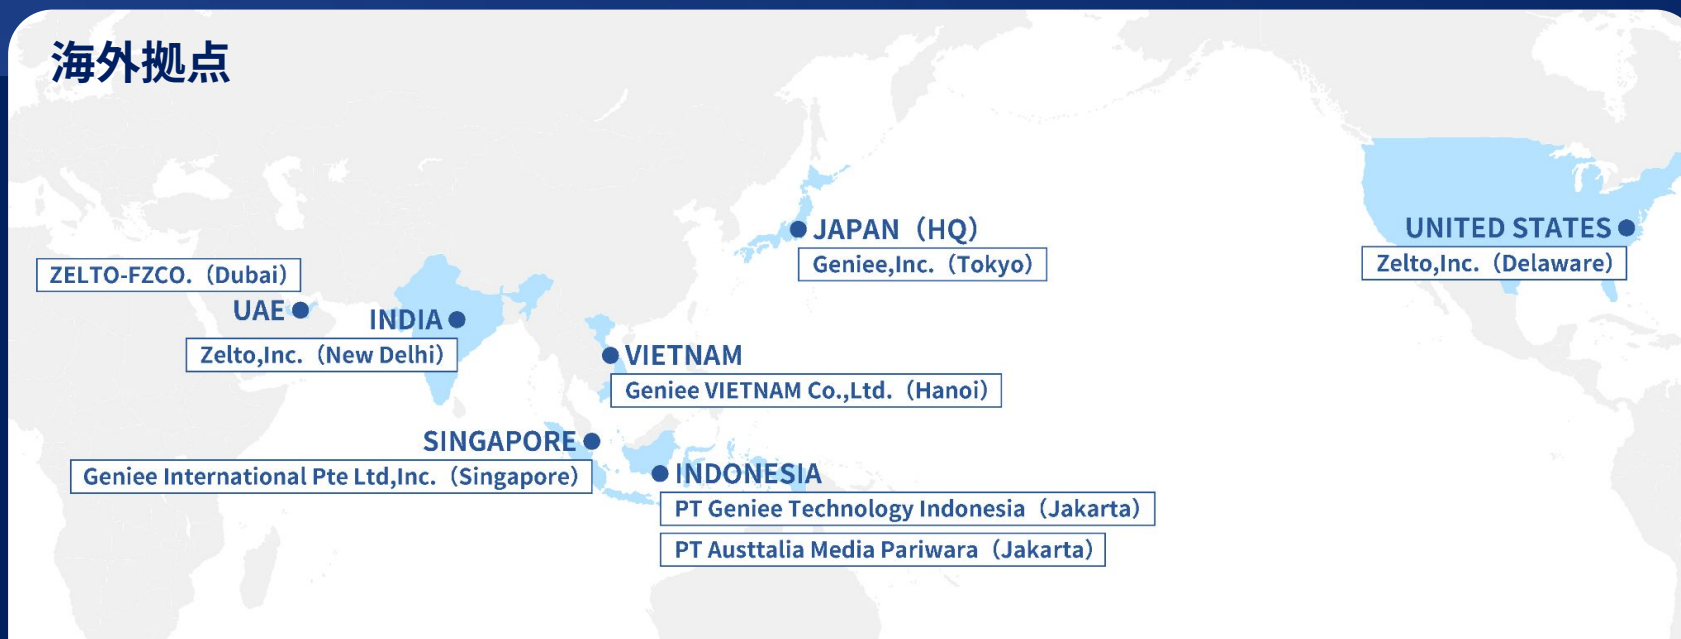 海外拠点
JAPAN（HQ）
Geniee,Inc.（Tokyo）
UNITED STATES
Zelto,Inc.（Delaware）
ZELTO-FZCO.（Dubai）
UAE
INDIA
Zelto,Inc.（New Delhi）
VIETNAM
Geniee VIETNAM Co.,Ltd.（Hanoi）
SINGAPORE
Geniee International Pte Ltd,Inc.（Singapore）
INDONESIA
PT Geniee Technology Indonesia（Jakarta）
PT Austtalia Media Pariwara（Jakarta）